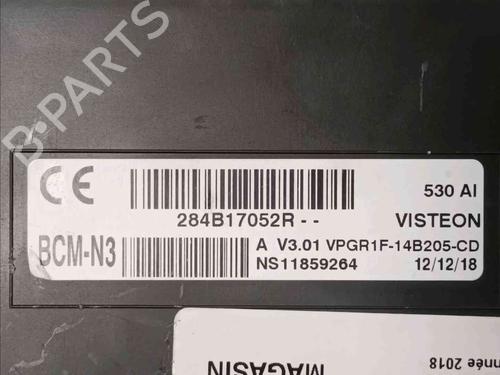 B-PARTS
CE
530 AI
284B17052R - -
VISTEON
BCM-N3
A V3.01 VPGR1F-14B205-CD
NS11859264
12/12/18
MAGASIN
nnée 2018